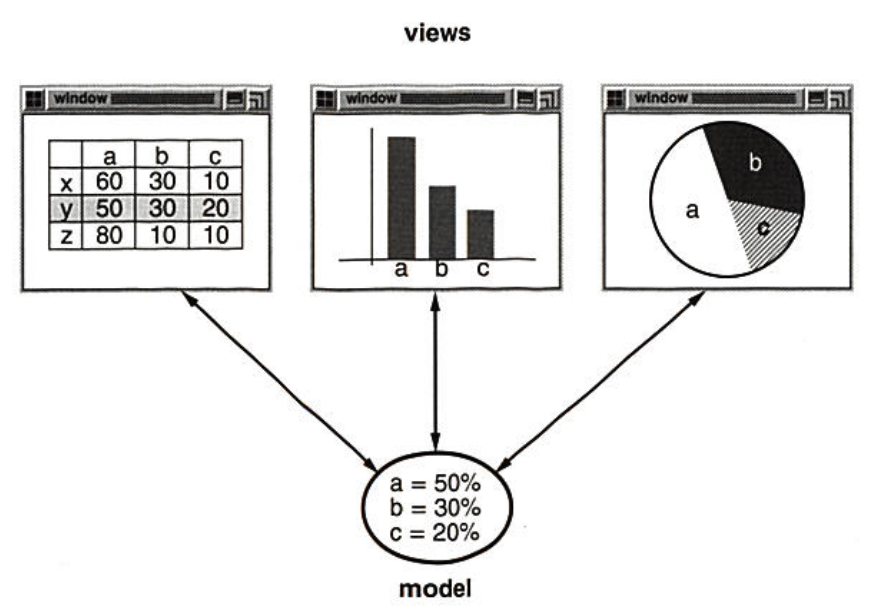 views
window
a b c
x 60 30 10
y 50 30 20
z 80 10 10
window
a b c
window
b
a
c
a = 50%
b = 30%
c = 20%
model